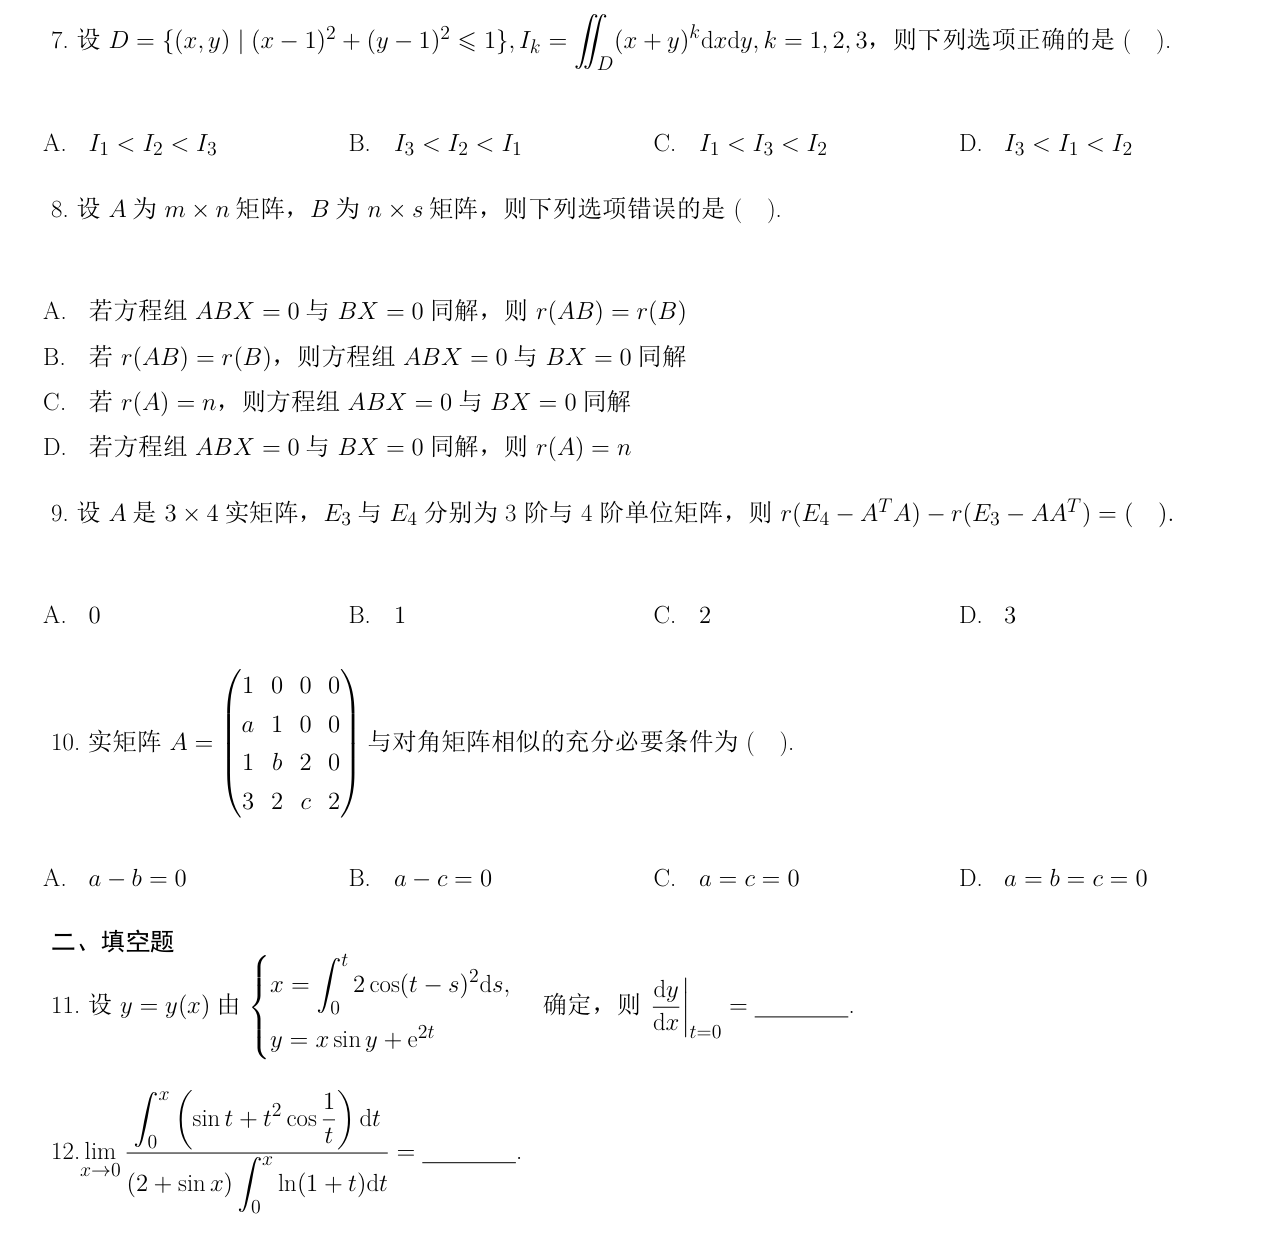 7. 设 D = {(x, y) | (x − 1)² + (y − 1)² ⩽ 1}, I_k = ∬_D (x + y)^k dxdy, k = 1, 2, 3，则下列选项正确的是 (　).
A. I₁ < I₂ < I₃　B. I₃ < I₂ < I₁　C. I₁ < I₃ < I₂　D. I₃ < I₁ < I₂
8. 设 A 为 m × n 矩阵，B 为 n × s 矩阵，则下列选项错误的是 (　).
A. 若方程组 ABX = 0 与 BX = 0 同解，则 r(AB) = r(B)
B. 若 r(AB) = r(B)，则方程组 ABX = 0 与 BX = 0 同解
C. 若 r(A) = n，则方程组 ABX = 0 与 BX = 0 同解
D. 若方程组 ABX = 0 与 BX = 0 同解，则 r(A) = n
9. 设 A 是 3 × 4 实矩阵，E₃ 与 E₄ 分别为 3 阶与 4 阶单位矩阵，则 r(E₄ − A^T A) − r(E₃ − AA^T) = (　).
A. 0　B. 1　C. 2　D. 3
10. 实矩阵 A = (1 0 0 0; a 1 0 0; 1 b 2 0; 3 2 c 2) 与对角矩阵相似的充分必要条件为 (　).
A. a − b = 0　B. a − c = 0　C. a = c = 0　D. a = b = c = 0
二、填空题
11. 设 y = y(x) 由 { x = ∫₀^t 2 cos(t − s)² ds, y = x sin y + e^{2t} 确定，则 dy/dx |_{t=0} = ________.
12. lim_{x→0} ∫₀^x (sin t + t² cos 1/t) dt / (2 + sin x) ∫₀^x ln(1 + t)dt = ________.